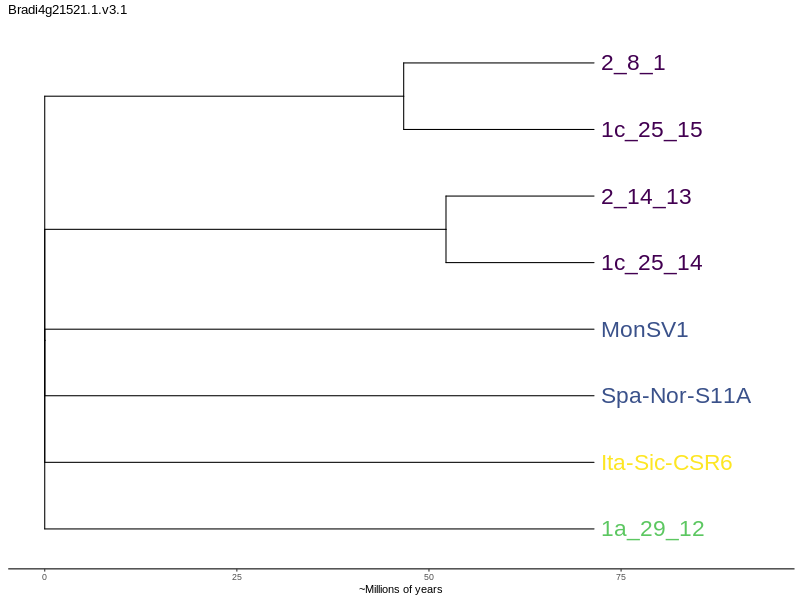 Bradi4g21521.1.v3.1
2_8_1
1c_25_15
2_14_13
1c_25_14
MonSV1
Spa-Nor-S11A
Ita-Sic-CSR6
1a_29_12
0 25 50 75
~Millions of years